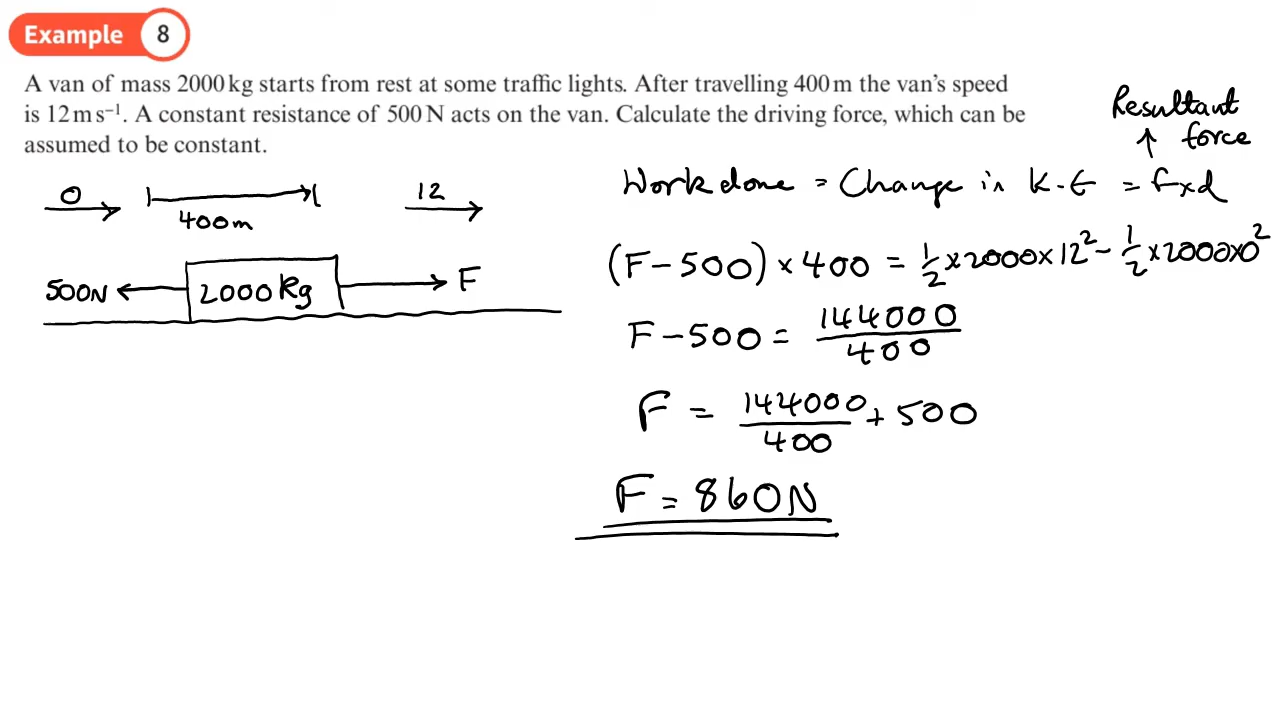 Example 8
A van of mass 2000 kg starts from rest at some traffic lights. After travelling 400 m the van's speed
is 12 m s⁻¹. A constant resistance of 500 N acts on the van. Calculate the driving force, which can be
assumed to be constant.
0
400m
12
500N
2000 Kg
F
Resultant
↑ force
Work done = Change in K.E = F×d
(F − 500) × 400 = ½ × 2000 × 12² − ½ × 2000 × 0²
F − 500 = 144000/400
F = 144000/400 + 500
F = 860N